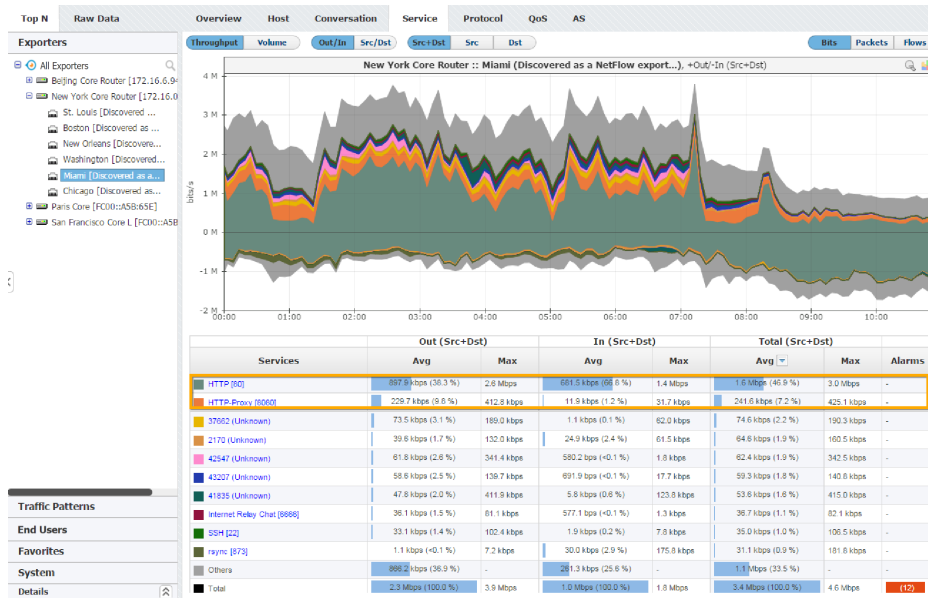 Top N Raw Data Overview Host Conversation Service Protocol QoS AS
Exporters Throughput Volume Out/In Src/Dst Src+Dst Src Dst Bits Packets Flows
New York Core Router :: Miami (Discovered as a NetFlow export...), +Out/-In (Src+Dst)
All Exporters
Beijing Core Router [172.16.6.94
New York Core Router [172.16.0
St. Louis [Discovered ...
Boston [Discovered as ...
New Orleans [Discovere...
Washington [Discovered...
Miami [Discovered as a...
Chicago [Discovered as...
Paris Core [FC00::A5B:65E]
San Francisco Core L [FC00::A5B
Traffic Patterns
End Users
Favorites
System
Details
bits/s
4 M
3 M
2 M
1 M
0 M
-1 M
-2 M
00:00 01:00 02:00 03:00 04:00 05:00 06:00 07:00 08:00 09:00 10:00
Out (Src+Dst) In (Src+Dst) Total (Src+Dst)
Services Avg Max Avg Max Avg Max Alarms
HTTP [80] 897.9 kbps (38.3 %) 2.6 Mbps 681.5 kbps (66.8 %) 1.4 Mbps 1.6 Mbps (46.9 %) 3.0 Mbps -
HTTP-Proxy [8080] 229.7 kbps (9.8 %) 412.8 kbps 11.9 kbps (1.2 %) 31.7 kbps 241.6 kbps (7.2 %) 425.1 kbps -
37662 (Unknown) 73.5 kbps (3.1 %) 189.0 kbps 1.1 kbps (0.1 %) 62.0 kbps 74.6 kbps (2.2 %) 190.3 kbps -
2170 (Unknown) 39.6 kbps (1.7 %) 132.0 kbps 24.9 kbps (2.4 %) 61.5 kbps 64.6 kbps (1.9 %) 160.5 kbps -
42547 (Unknown) 61.8 kbps (2.6 %) 341.4 kbps 580.2 bps (<0.1 %) 1.8 kbps 62.4 kbps (1.9 %) 342.5 kbps -
43207 (Unknown) 58.6 kbps (2.5 %) 139.7 kbps 691.9 bps (<0.1 %) 17.7 kbps 59.3 kbps (1.8 %) 140.8 kbps -
41835 (Unknown) 47.8 kbps (2.0 %) 411.9 kbps 5.8 kbps (0.6 %) 123.8 kbps 53.6 kbps (1.6 %) 415.0 kbps -
Internet Relay Chat [6666] 36.1 kbps (1.5 %) 81.1 kbps 577.1 bps (<0.1 %) 1.3 kbps 36.7 kbps (1.1 %) 82.1 kbps -
SSH [22] 33.1 kbps (1.4 %) 102.4 kbps 1.9 kbps (0.2 %) 7.8 kbps 35.0 kbps (1.0 %) 106.5 kbps -
rsync [873] 1.1 kbps (<0.1 %) 7.2 kbps 30.0 kbps (2.9 %) 175.8 kbps 31.1 kbps (0.9 %) 181.8 kbps -
Others 866.2 kbps (36.9 %) - 261.3 kbps (25.6 %) - 1.1 Mbps (33.5 %) - -
Total 2.3 Mbps (100.0 %) 3.9 Mbps 1.0 Mbps (100.0 %) 1.8 Mbps 3.4 Mbps (100.0 %) 4.6 Mbps (12)